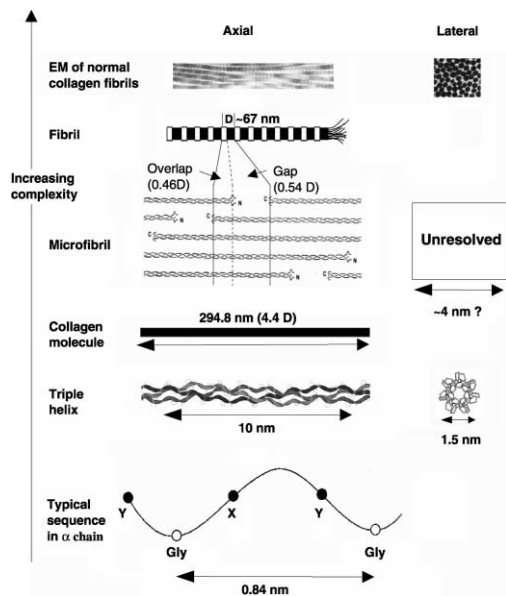 Axial
Lateral
EM of normal
collagen fibrils
D ~67 nm
Fibril
Overlap
(0.46D)
Gap
(0.54 D)
Increasing
complexity
N
C
N
C
C
Microfibril
N
N
C
Unresolved
~4 nm ?
294.8 nm (4.4 D)
Collagen
molecule
Triple
helix
10 nm
1.5 nm
Typical
sequence
in α chain
Y
X
Y
Gly
Gly
0.84 nm